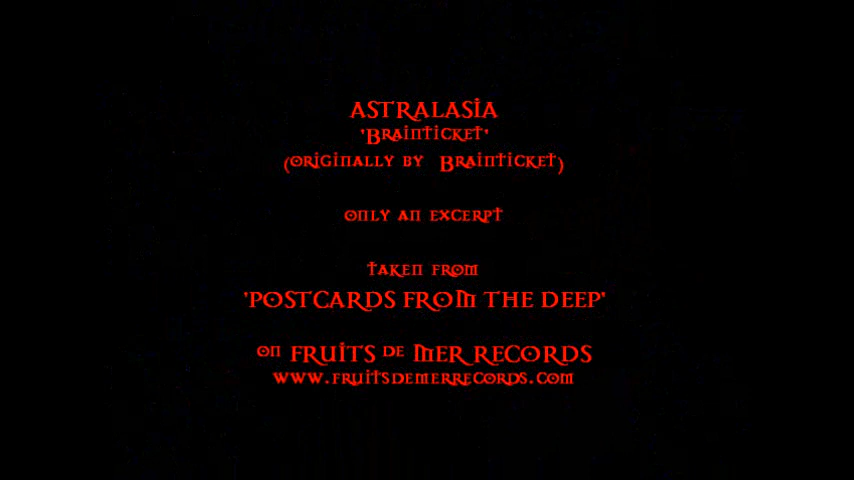 ASTRALASIA
'BRAINTICKET'
(ORIGINALLY BY BRAINTICKET)
ONLY AN EXCERPT
TAKEN FROM
'POSTCARDS FROM THE DEEP'
ON FRUITS DE MER RECORDS
WWW.FRUITSDEMERRECORDS.COM